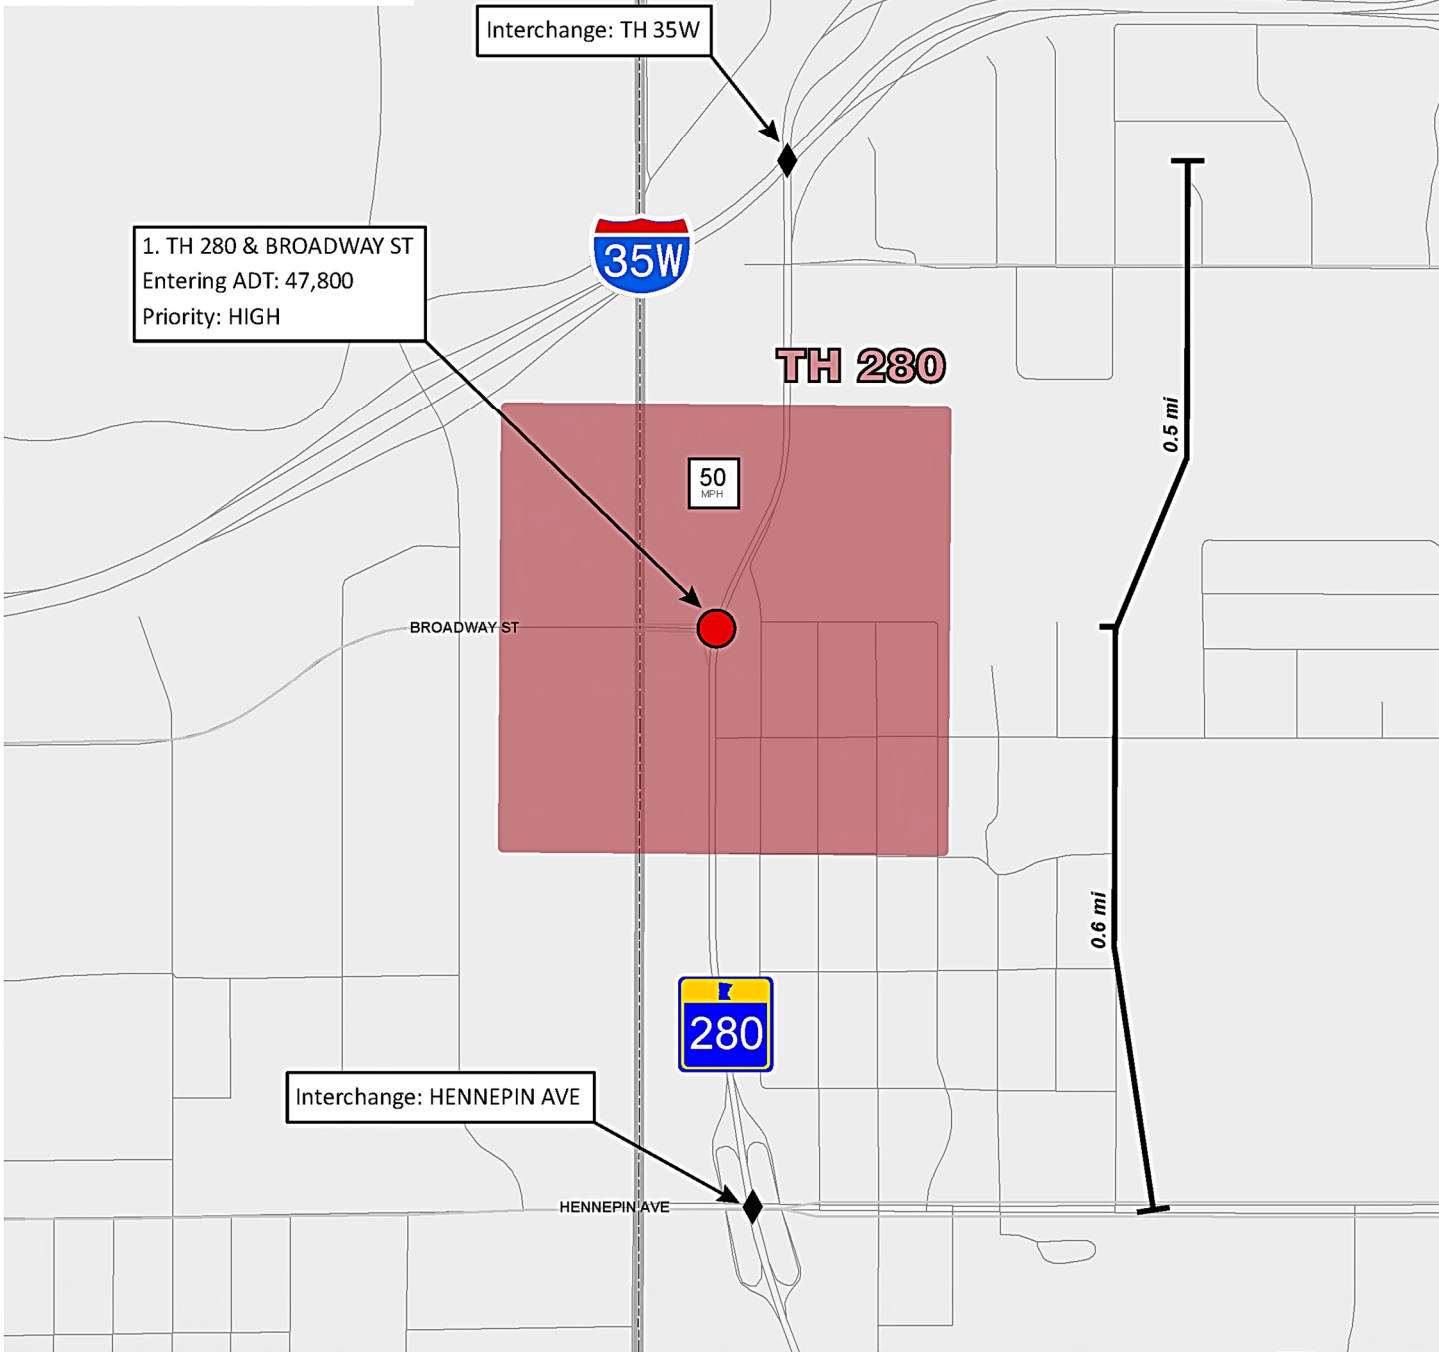 Interchange: TH 35W
1. TH 280 & BROADWAY ST
Entering ADT: 47,800
Priority: HIGH
35W
TH 280
0.5 mi
50
MPH
BROADWAY ST
0.6 mi
280
Interchange: HENNEPIN AVE
HENNEPIN AVE